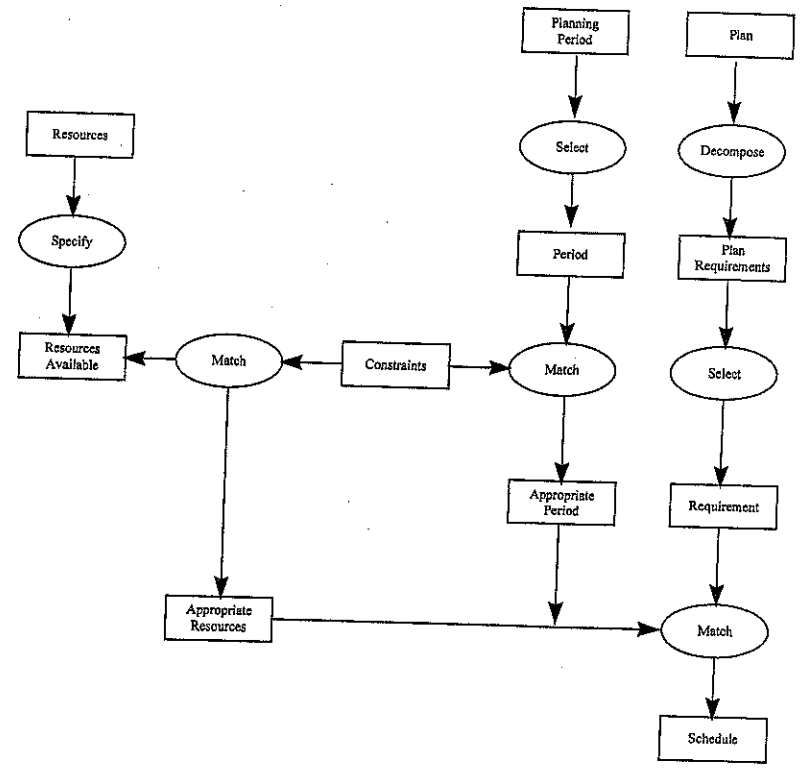 Planning
Period
Plan
Resources
Select
Decompose
Specify
Period
Plan
Requirements
Resources
Available
Match
Constraints
Match
Select
Appropriate
Period
Requirement
Appropriate
Resources
Match
Schedule